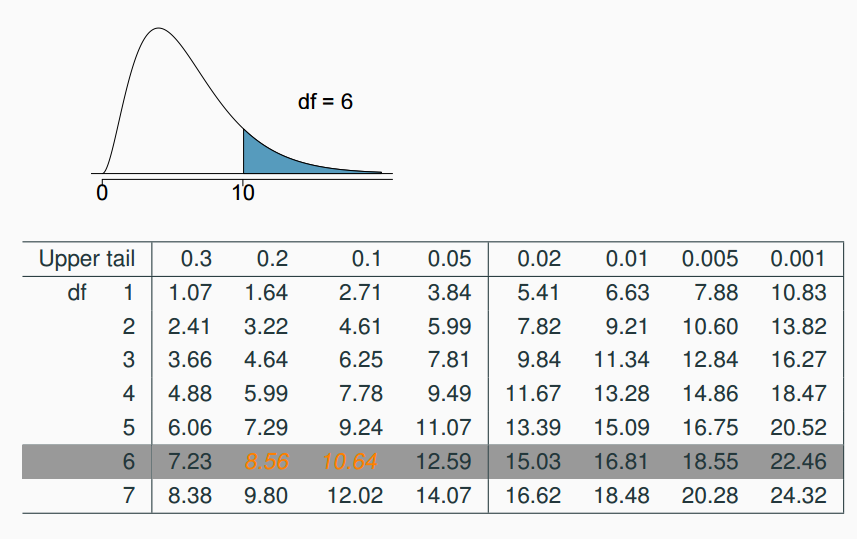 df = 6
0 10
Upper tail 0.3 0.2 0.1 0.05 0.02 0.01 0.005 0.001
df 1 1.07 1.64 2.71 3.84 5.41 6.63 7.88 10.83
2 2.41 3.22 4.61 5.99 7.82 9.21 10.60 13.82
3 3.66 4.64 6.25 7.81 9.84 11.34 12.84 16.27
4 4.88 5.99 7.78 9.49 11.67 13.28 14.86 18.47
5 6.06 7.29 9.24 11.07 13.39 15.09 16.75 20.52
6 7.23 8.56 10.64 12.59 15.03 16.81 18.55 22.46
7 8.38 9.80 12.02 14.07 16.62 18.48 20.28 24.32